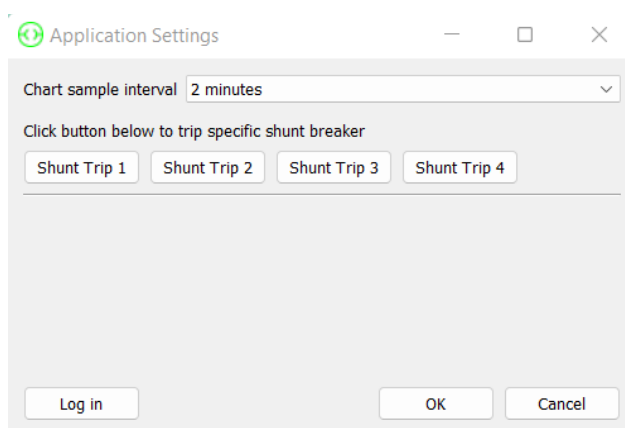 Application Settings
Chart sample interval 2 minutes
Click button below to trip specific shunt breaker
Shunt Trip 1 Shunt Trip 2 Shunt Trip 3 Shunt Trip 4
Log in OK Cancel